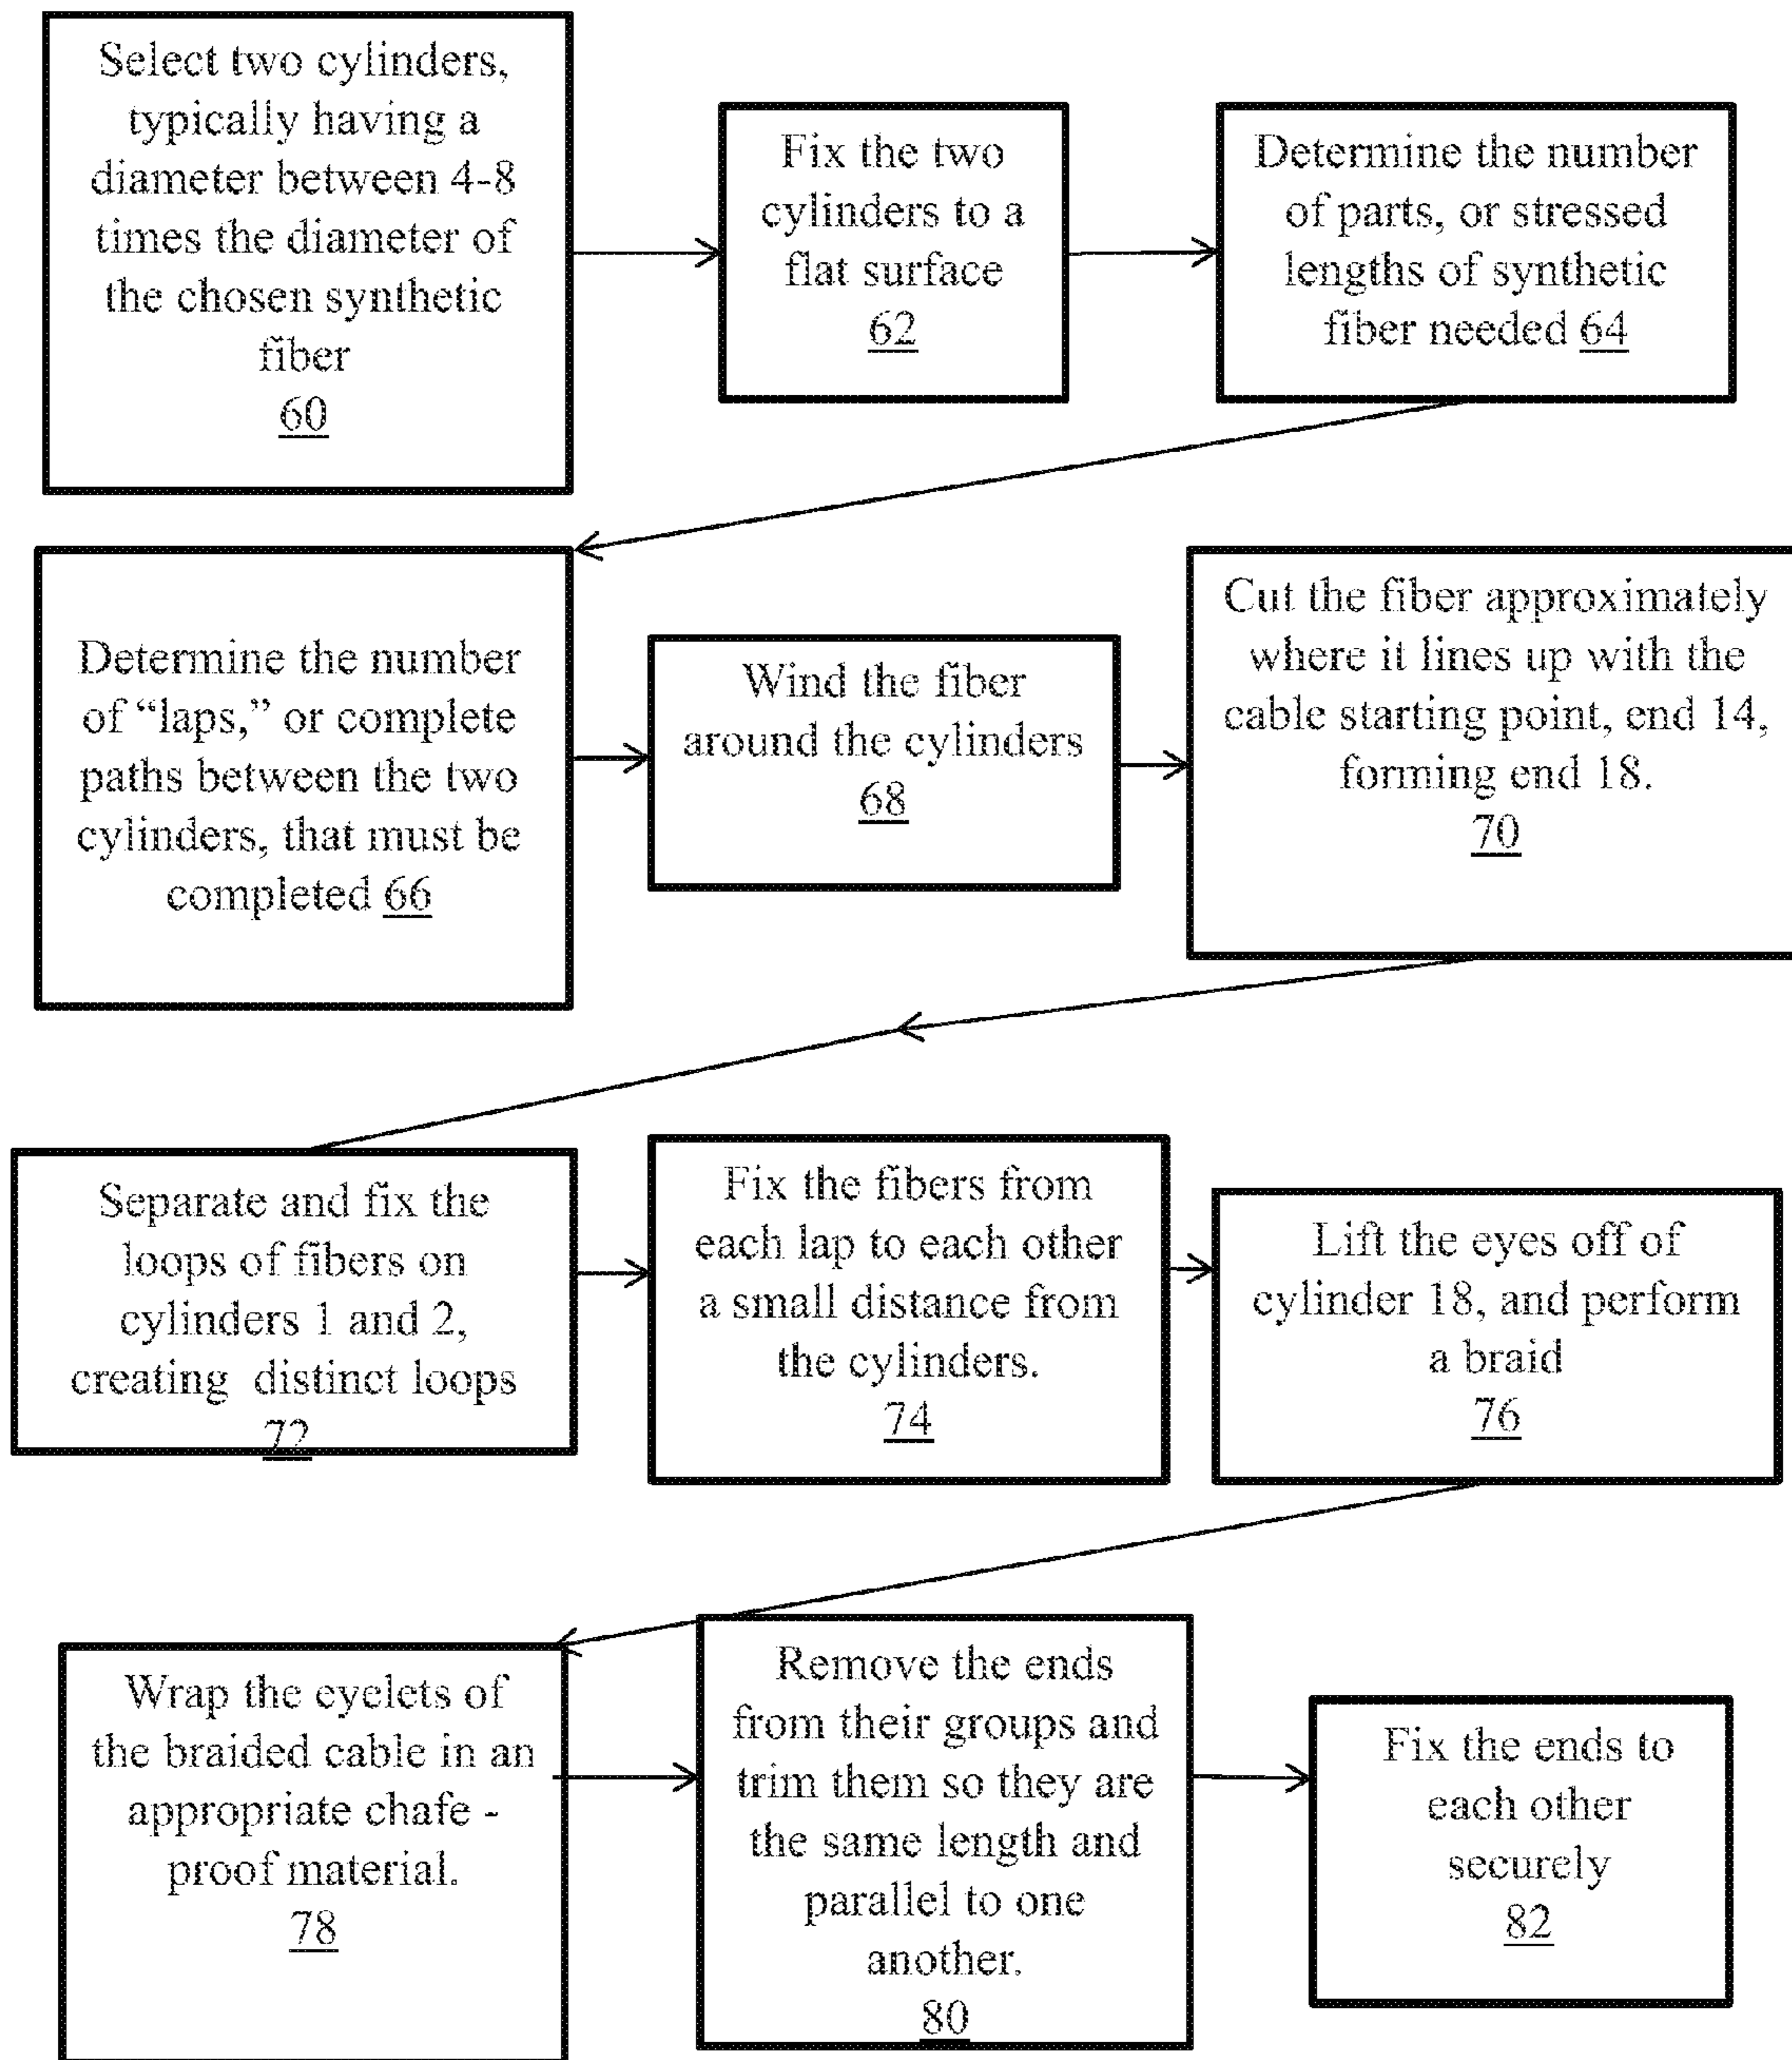 Select two cylinders,
typically having a
diameter between 4-8
times the diameter of
the chosen synthetic
fiber
60
Fix the two
cylinders to a
flat surface
62
Determine the number
of parts, or stressed
lengths of synthetic
fiber needed 64
Determine the number
of “laps,” or complete
paths between the two
cylinders, that must be
completed 66
Wind the fiber
around the cylinders
68
Cut the fiber approximately
where it lines up with the
cable starting point, end 14,
forming end 18.
70
Separate and fix the
loops of fibers on
cylinders 1 and 2,
creating distinct loops
72
Fix the fibers from
each lap to each other
a small distance from
the cylinders.
74
Lift the eyes off of
cylinder 18, and perform
a braid
76
Wrap the eyelets of
the braided cable in an
appropriate chafe -
proof material.
78
Remove the ends
from their groups and
trim them so they are
the same length and
parallel to one
another.
80
Fix the ends to
each other
securely
82